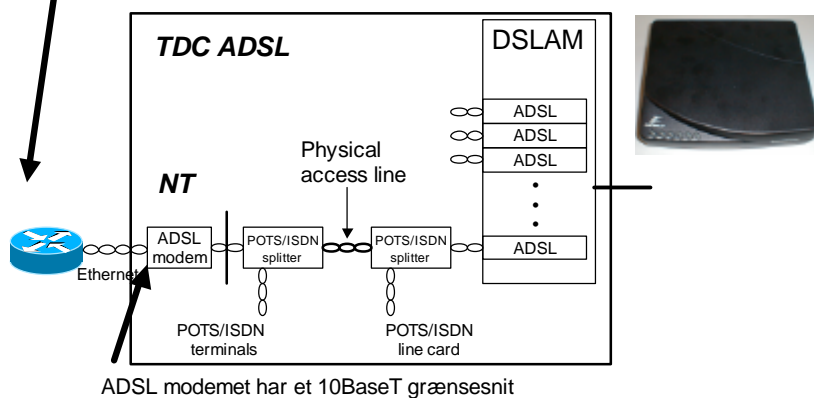 TDC ADSL
DSLAM
ADSL
ADSL
ADSL
Physical
access line
NT
ADSL
modem
POTS/ISDN
splitter
POTS/ISDN
splitter
ADSL
Ethernet
POTS/ISDN
terminals
POTS/ISDN
line card
ADSL modemet har et 10BaseT grænsesnit